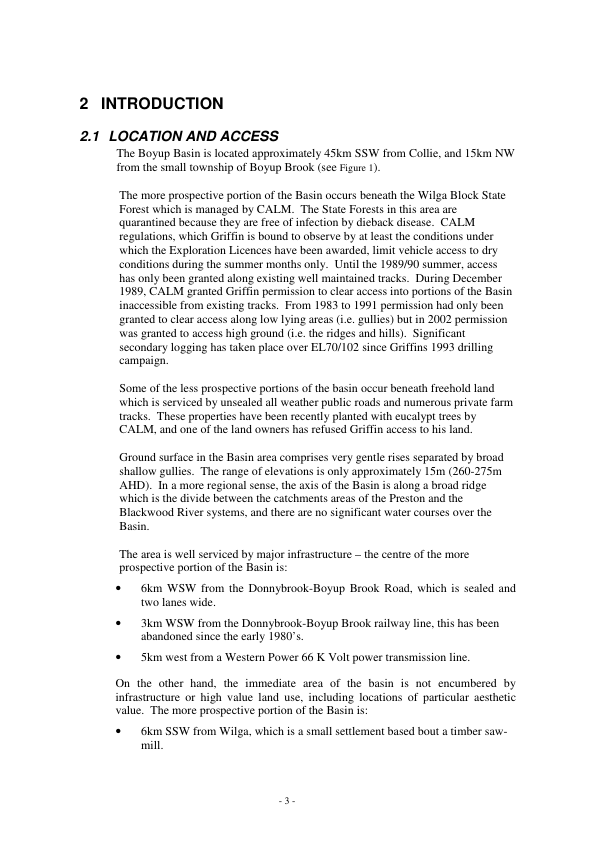 2 INTRODUCTION
2.1 LOCATION AND ACCESS
The Boyup Basin is located approximately 45km SSW from Collie, and 15km NW
from the small township of Boyup Brook (see Figure 1).
The more prospective portion of the Basin occurs beneath the Wilga Block State
Forest which is managed by CALM. The State Forests in this area are
quarantined because they are free of infection by dieback disease. CALM
regulations, which Griffin is bound to observe by at least the conditions under
which the Exploration Licences have been awarded, limit vehicle access to dry
conditions during the summer months only. Until the 1989/90 summer, access
has only been granted along existing well maintained tracks. During December
1989, CALM granted Griffin permission to clear access into portions of the Basin
inaccessible from existing tracks. From 1983 to 1991 permission had only been
granted to clear access along low lying areas (i.e. gullies) but in 2002 permission
was granted to access high ground (i.e. the ridges and hills). Significant
secondary logging has taken place over EL70/102 since Griffins 1993 drilling
campaign.
Some of the less prospective portions of the basin occur beneath freehold land
which is serviced by unsealed all weather public roads and numerous private farm
tracks. These properties have been recently planted with eucalypt trees by
CALM, and one of the land owners has refused Griffin access to his land.
Ground surface in the Basin area comprises very gentle rises separated by broad
shallow gullies. The range of elevations is only approximately 15m (260-275m
AHD). In a more regional sense, the axis of the Basin is along a broad ridge
which is the divide between the catchments areas of the Preston and the
Blackwood River systems, and there are no significant water courses over the
Basin.
The area is well serviced by major infrastructure – the centre of the more
prospective portion of the Basin is:
• 6km WSW from the Donnybrook-Boyup Brook Road, which is sealed and
two lanes wide.
• 3km WSW from the Donnybrook-Boyup Brook railway line, this has been
abandoned since the early 1980's.
• 5km west from a Western Power 66 K Volt power transmission line.
On the other hand, the immediate area of the basin is not encumbered by
infrastructure or high value land use, including locations of particular aesthetic
value. The more prospective portion of the Basin is:
• 6km SSW from Wilga, which is a small settlement based bout a timber saw-
mill.
- 3 -